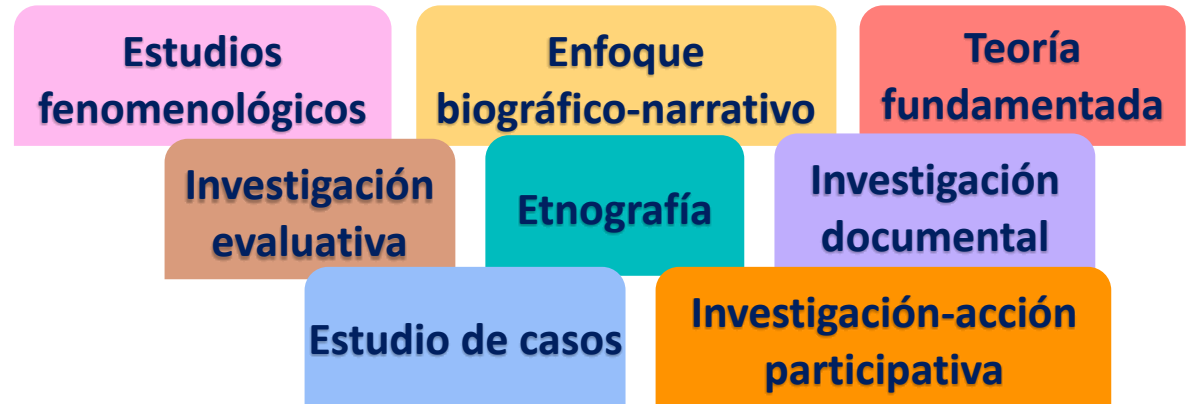 Estudios
fenomenológicos
Enfoque
biográfico-narrativo
Teoría
fundamentada
Investigación
evaluativa
Etnografía
Investigación
documental
Estudio de casos
Investigación-acción
participativa